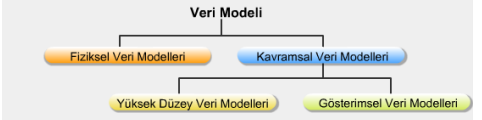 Veri Modeli
Fiziksel Veri Modelleri
Kavramsal Veri Modelleri
Yüksek Düzey Veri Modelleri
Gösterimsel Veri Modelleri